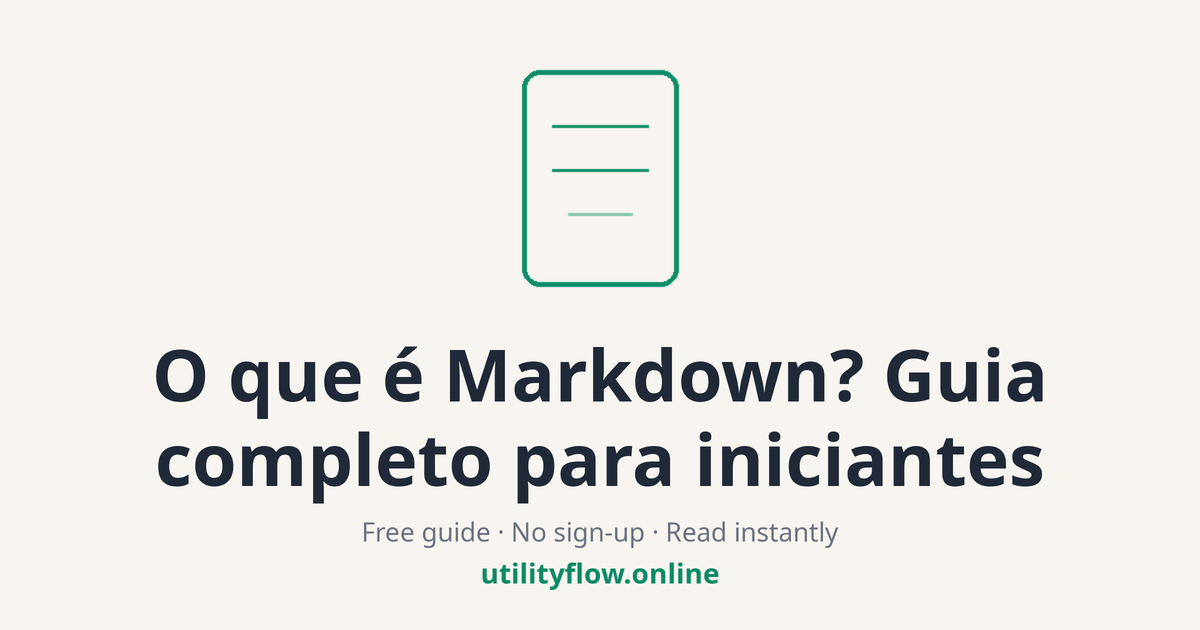 O que é Markdown? Guia
completo para iniciantes
Free guide · No sign-up · Read instantly
utilityflow.online